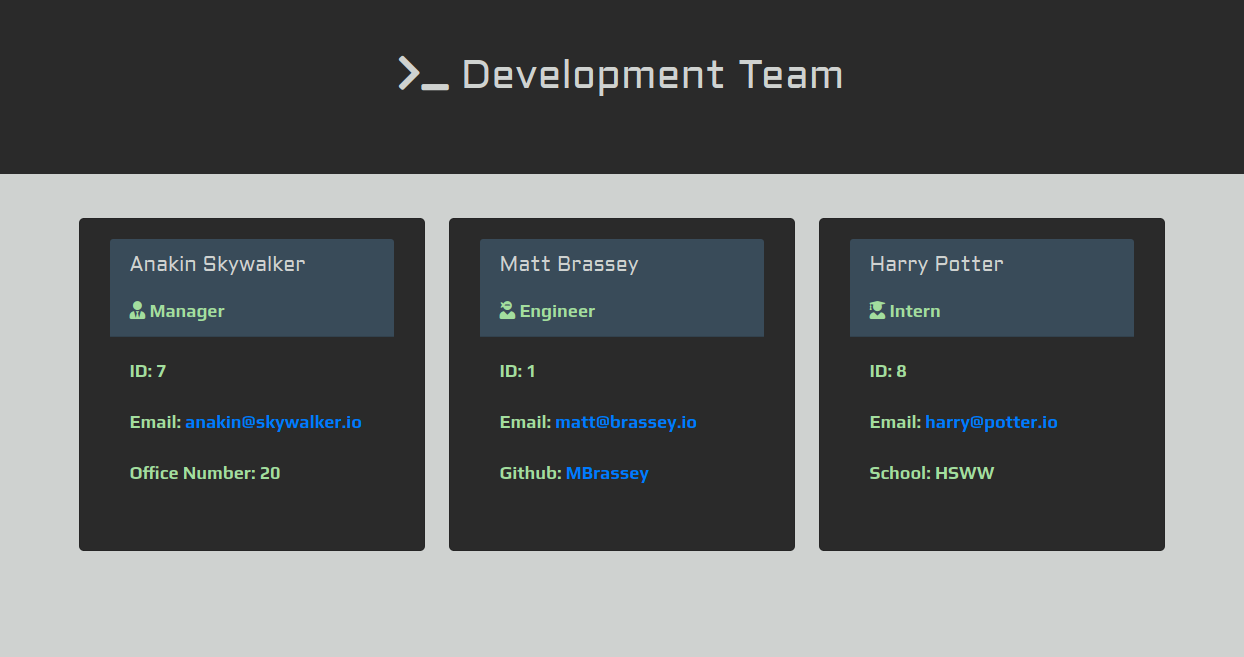 Development Team
Anakin Skywalker
Manager
ID: 7
Email: anakin@skywalker.io
Office Number: 20
Matt Brassey
Engineer
ID: 1
Email: matt@brassey.io
Github: MBrassey
Harry Potter
Intern
ID: 8
Email: harry@potter.io
School: HSWW